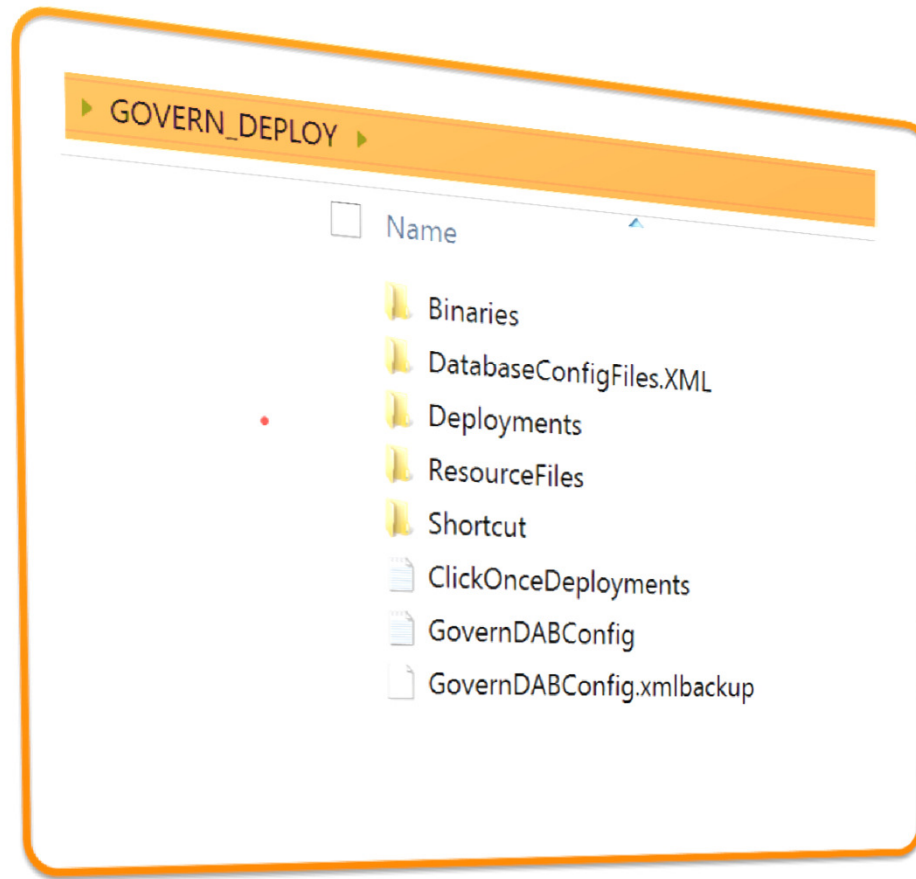 GOVERN_DEPLOY
Name
Binaries
DatabaseConfigFiles.XML
Deployments
ResourceFiles
Shortcut
ClickOnceDeployments
GovernDABConfig
GovernDABConfig.xmlbackup